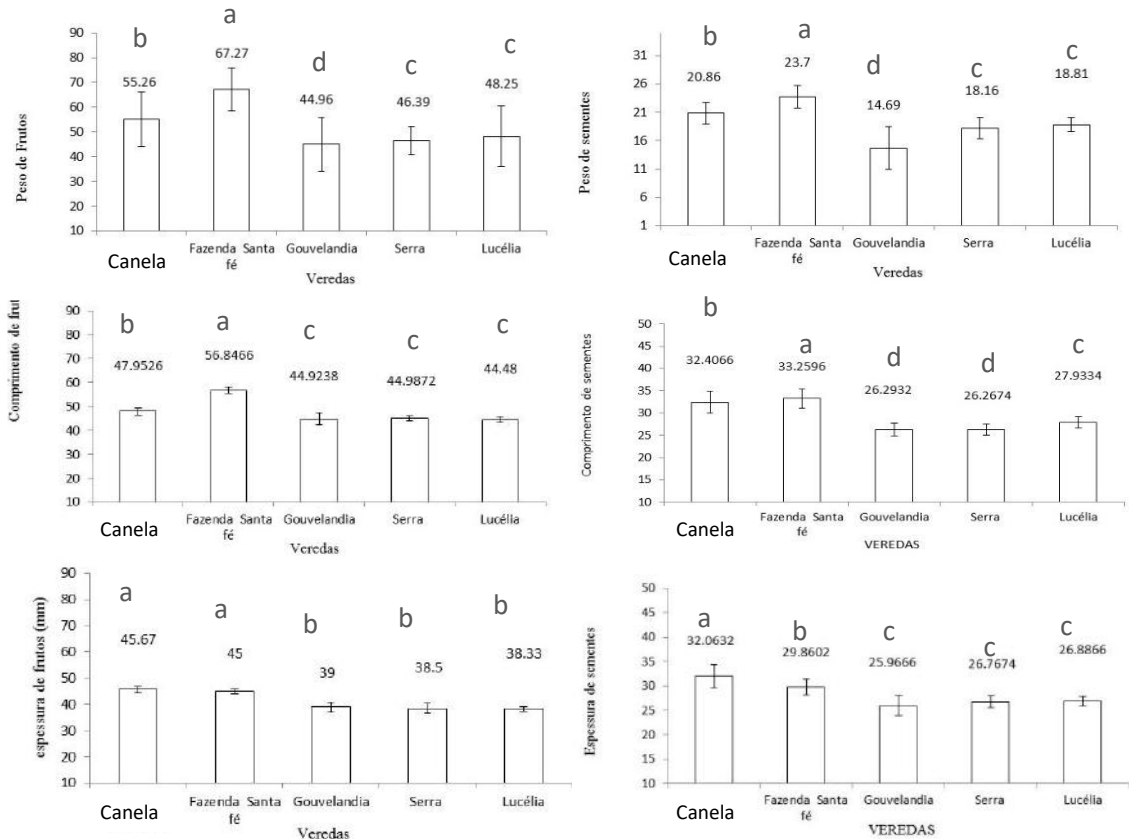 b
a
d
c
c
55.26
67.27
44.96
46.39
48.25
90
80
70
60
50
40
30
20
10
Peso de Frutos
Canela
Fazenda Santa
fé
Gouvelandia
Serra
Lucélia
Veredas
b
a
d
c
c
20.86
23.7
14.69
18.16
18.81
31
26
21
16
11
6
1
Peso de sementes
Canela
Fazenda Santa
fé
Gouvelandia
Serra
Lucélia
Veredas
b
a
c
c
c
47.9526
56.8466
44.9238
44.9872
44.48
90
80
70
60
50
40
30
20
10
Comprimento de frut
Canela
Fazenda Santa
fé
Gouvelandia
Serra
Lucélia
Veredas
b
a
d
d
c
32.4066
33.2596
26.2932
26.2674
27.9334
50
45
40
35
30
25
20
15
10
Comprimento de sementes
Canela
Fazenda Santa
fé
Gouvelandia
Serra
Lucélia
VEREDAS
a
a
b
b
b
45.67
45
39
38.5
38.33
90
80
70
60
50
40
30
20
10
espessura de frutos (mm)
Canela
Fazenda Santa
fé
Gouvelandia
Serra
Lucélia
Veredas
a
b
c
c
c
32.0632
29.8602
25.9666
26.7674
26.8866
50
45
40
35
30
25
20
15
10
Espessura de sementes
Canela
Fazenda Santa
fé
Gouvelandia
Serra
Lucélia
VEREDAS